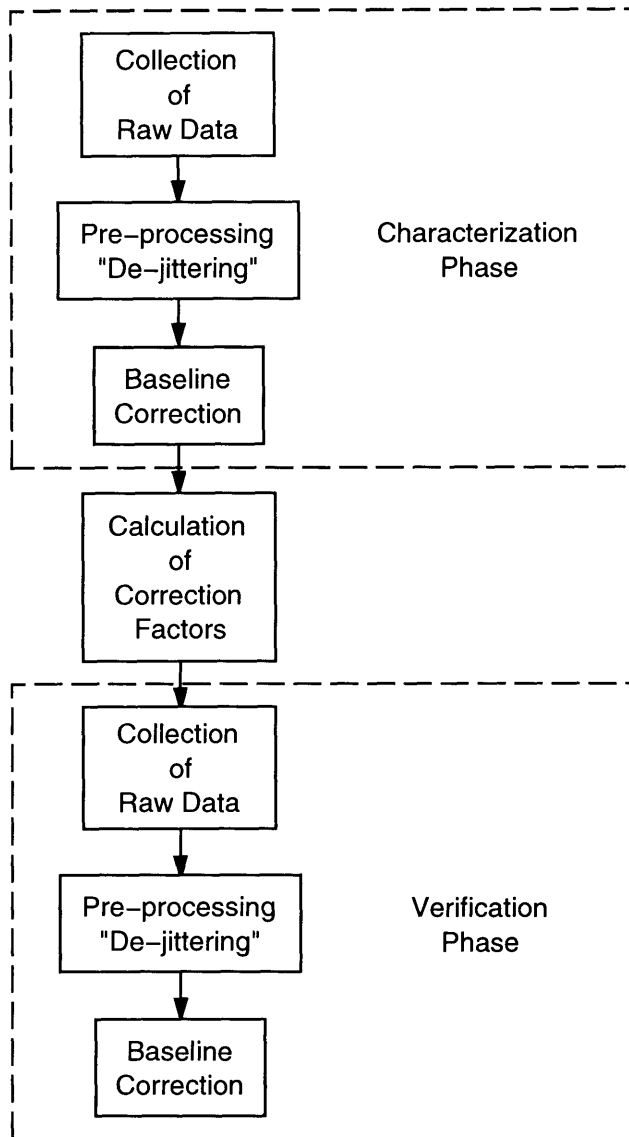 Collection
of
Raw Data
Pre-processing
"De-jittering"
Characterization
Phase
Baseline
Correction
Calculation
of
Correction
Factors
Collection
of
Raw Data
Pre-processing
"De-jittering"
Verification
Phase
Baseline
Correction